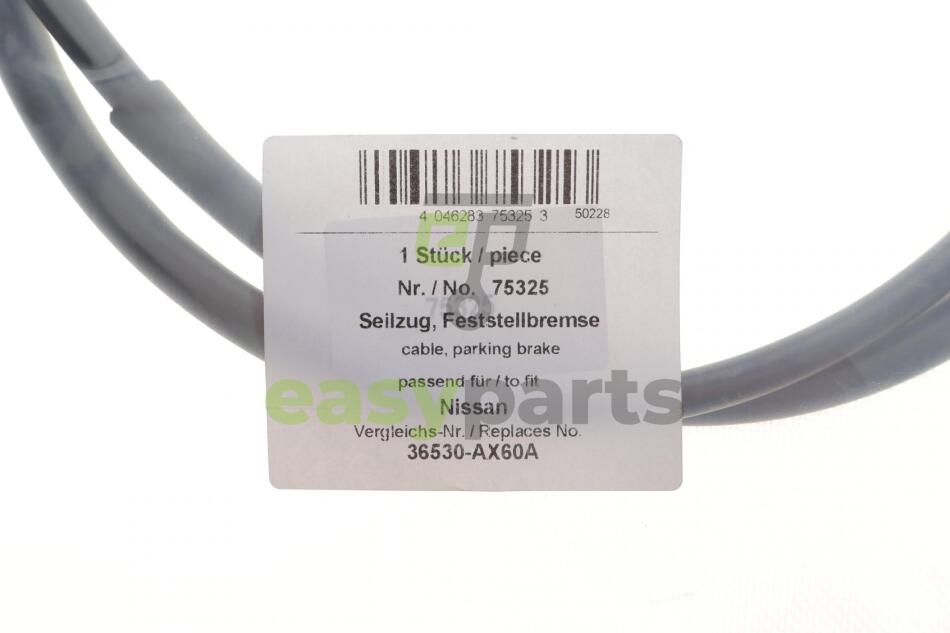 4 046283 75325 3 50228
1 Stück / piece
Nr. / No. 75325
75325
Seilzug, Feststellbremse
cable, parking brake
passend für / to fit
easyparts
Nissan
Vergleichs-Nr. / Replaces No.
36530-AX60A